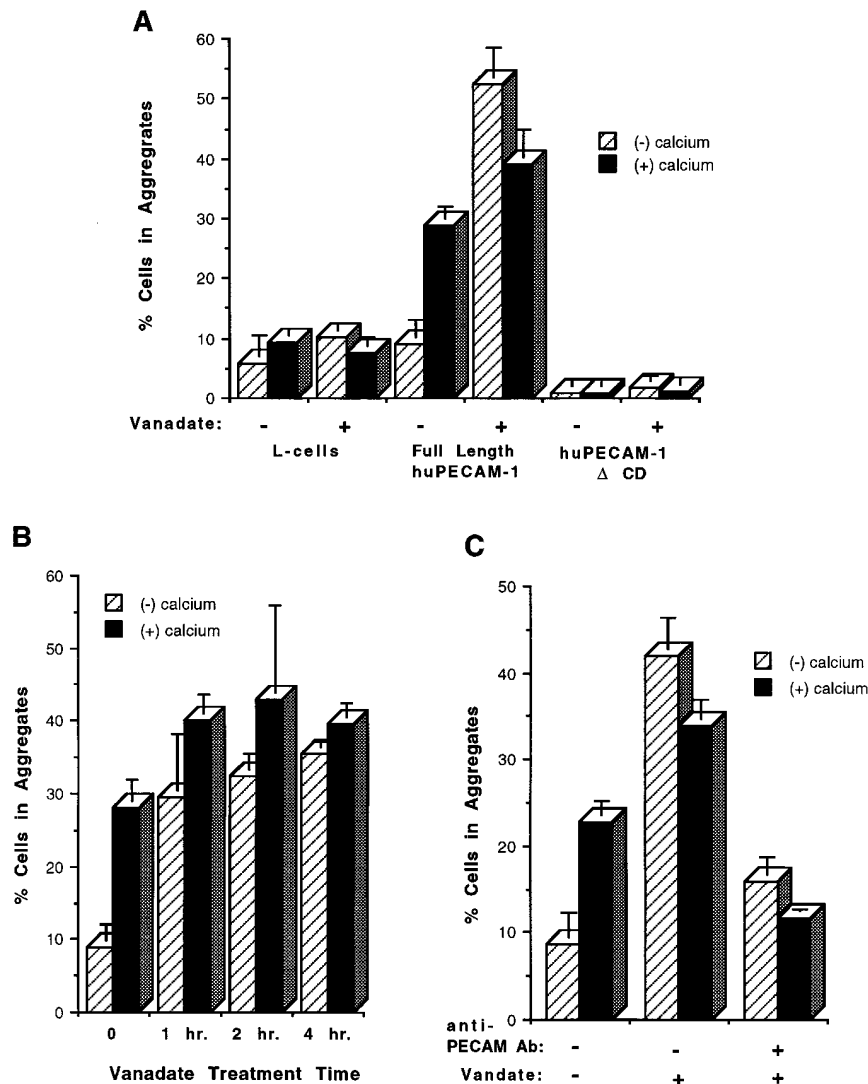 A
60
50
40
30
20
10
0
% Cells in Aggregrates
(-) calcium
(+) calcium
Vanadate: - + - + - +
L-cells Full Length huPECAM-1
huPECAM-1 Δ CD
B
60
50
40
30
20
10
0
% Cells in Aggregates
(-) calcium
(+) calcium
0 1 hr. 2 hr. 4 hr.
Vanadate Treatment Time
C
50
40
30
20
10
0
% Cells in Aggregates
(-) calcium
(+) calcium
anti-
PECAM Ab: - - +
Vandate: - + +